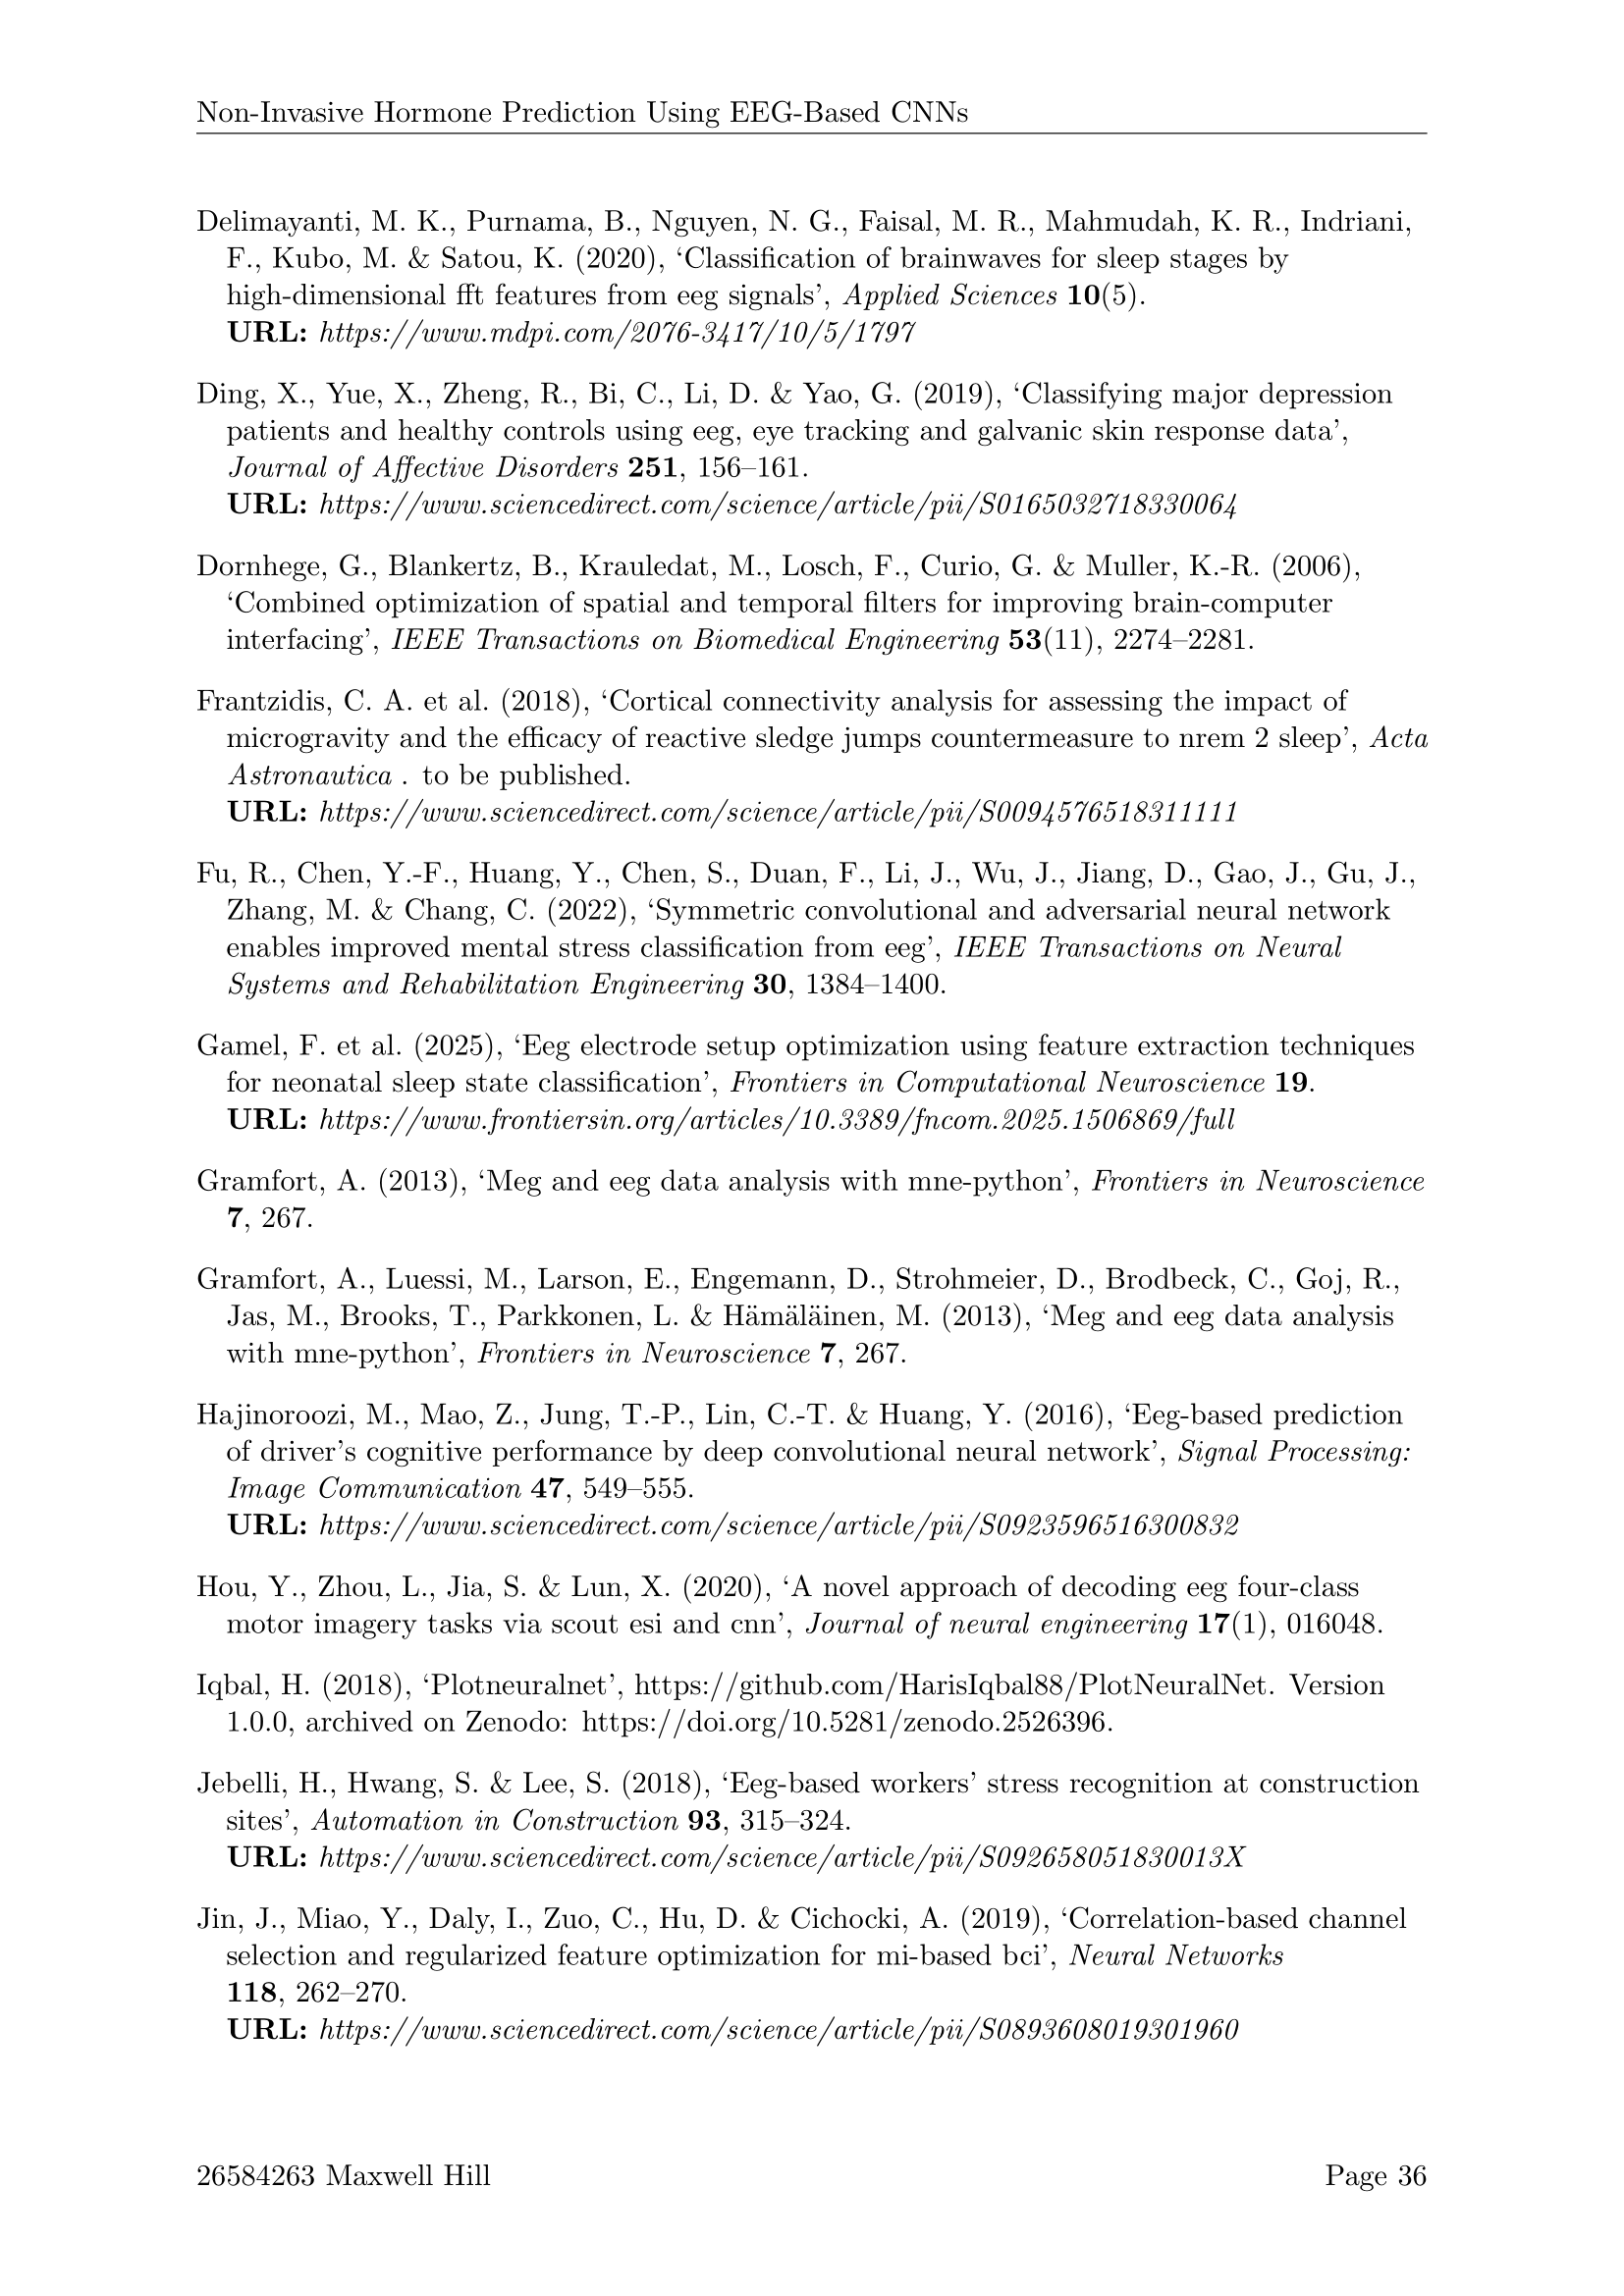 Non-Invasive Hormone Prediction Using EEG-Based CNNs
Delimayanti, M. K., Purnama, B., Nguyen, N. G., Faisal, M. R., Mahmudah, K. R., Indriani,
F., Kubo, M. & Satou, K. (2020), ‘Classification of brainwaves for sleep stages by
high-dimensional fft features from eeg signals’, Applied Sciences 10(5).
URL: https://www.mdpi.com/2076-3417/10/5/1797
Ding, X., Yue, X., Zheng, R., Bi, C., Li, D. & Yao, G. (2019), ‘Classifying major depression
patients and healthy controls using eeg, eye tracking and galvanic skin response data’,
Journal of Affective Disorders 251, 156–161.
URL: https://www.sciencedirect.com/science/article/pii/S0165032718330064
Dornhege, G., Blankertz, B., Krauledat, M., Losch, F., Curio, G. & Muller, K.-R. (2006),
‘Combined optimization of spatial and temporal filters for improving brain-computer
interfacing’, IEEE Transactions on Biomedical Engineering 53(11), 2274–2281.
Frantzidis, C. A. et al. (2018), ‘Cortical connectivity analysis for assessing the impact of
microgravity and the efficacy of reactive sledge jumps countermeasure to nrem 2 sleep’, Acta
Astronautica . to be published.
URL: https://www.sciencedirect.com/science/article/pii/S0094576518311111
Fu, R., Chen, Y.-F., Huang, Y., Chen, S., Duan, F., Li, J., Wu, J., Jiang, D., Gao, J., Gu, J.,
Zhang, M. & Chang, C. (2022), ‘Symmetric convolutional and adversarial neural network
enables improved mental stress classification from eeg’, IEEE Transactions on Neural
Systems and Rehabilitation Engineering 30, 1384–1400.
Gamel, F. et al. (2025), ‘Eeg electrode setup optimization using feature extraction techniques
for neonatal sleep state classification’, Frontiers in Computational Neuroscience 19.
URL: https://www.frontiersin.org/articles/10.3389/fncom.2025.1506869/full
Gramfort, A. (2013), ‘Meg and eeg data analysis with mne-python’, Frontiers in Neuroscience
7, 267.
Gramfort, A., Luessi, M., Larson, E., Engemann, D., Strohmeier, D., Brodbeck, C., Goj, R.,
Jas, M., Brooks, T., Parkkonen, L. & Hämäläinen, M. (2013), ‘Meg and eeg data analysis
with mne-python’, Frontiers in Neuroscience 7, 267.
Hajinoroozi, M., Mao, Z., Jung, T.-P., Lin, C.-T. & Huang, Y. (2016), ‘Eeg-based prediction
of driver’s cognitive performance by deep convolutional neural network’, Signal Processing:
Image Communication 47, 549–555.
URL: https://www.sciencedirect.com/science/article/pii/S0923596516300832
Hou, Y., Zhou, L., Jia, S. & Lun, X. (2020), ‘A novel approach of decoding eeg four-class
motor imagery tasks via scout esi and cnn’, Journal of neural engineering 17(1), 016048.
Iqbal, H. (2018), ‘Plotneuralnet’, https://github.com/HarisIqbal88/PlotNeuralNet. Version
1.0.0, archived on Zenodo: https://doi.org/10.5281/zenodo.2526396.
Jebelli, H., Hwang, S. & Lee, S. (2018), ‘Eeg-based workers’ stress recognition at construction
sites’, Automation in Construction 93, 315–324.
URL: https://www.sciencedirect.com/science/article/pii/S092658051830013X
Jin, J., Miao, Y., Daly, I., Zuo, C., Hu, D. & Cichocki, A. (2019), ‘Correlation-based channel
selection and regularized feature optimization for mi-based bci’, Neural Networks
118, 262–270.
URL: https://www.sciencedirect.com/science/article/pii/S0893608019301960
26584263 Maxwell Hill Page 36